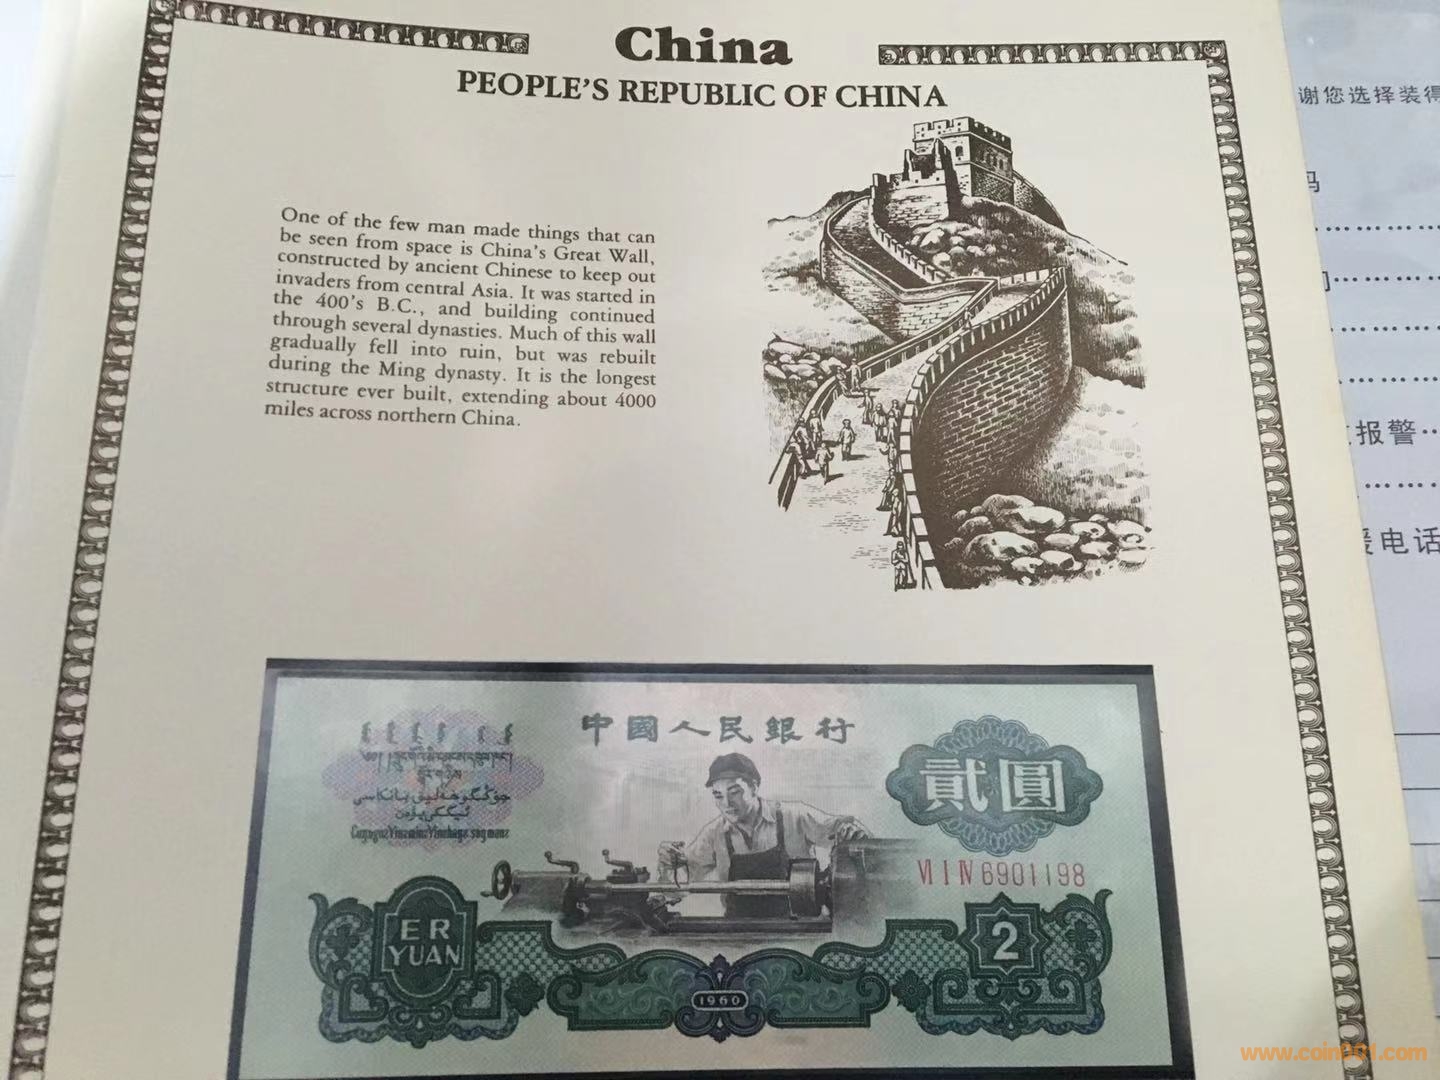 China
PEOPLE'S REPUBLIC OF CHINA
One of the few man made things that can
be seen from space is China's Great Wall,
constructed by ancient Chinese to keep out
invaders from central Asia. It was started in
the 400's B.C., and building continued
through several dynasties. Much of this wall
gradually fell into ruin, but was rebuilt
during the Ming dynasty. It is the longest
structure ever built, extending about 4000
miles across northern China.
谢您选择装得
报警
电话
中國人民銀行
貳圓
VI I IV 6901198
ER
YUAN
2
1960
www.coin001.com